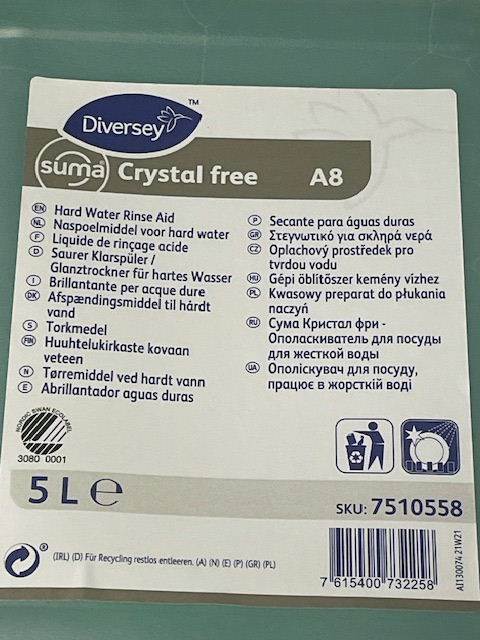 Diversey™
suma Crystal free A8
EN Hard Water Rinse Aid
NL Naspoelmiddel voor hard water
F Liquide de rinçage acide
D Saurer Klarspüler /
Glanztrockner für hartes Wasser
I Brillantante per acque dure
DK Afspændingsmiddel til hårdt
vand
S Torkmedel
FIN Huuhtelukirkaste kovaan
veteen
N Tørremiddel ved hardt vann
E Abrillantador aguas duras
P Secante para águas duras
GR Στεγνωτικό για σκληρά νερά
CZ Oplachový prostředek pro
tvrdou vodu
HU Gépi öblítőszer kemény vízhez
PL Kwasowy preparat do płukania
naczyń
RU Сума Кристал фри -
Ополаскиватель для посуды
для жесткой воды
UA Ополіскувач для посуду,
працює в жорсткій воді
NORDIC SWAN ECOLABEL
3080 0001
5 L e
SKU: 7510558
(IRL) (D) Für Recycling restlos entleeren. (A) (N) (E) (P) (GR) (PL)
7 615400 732258
AI130074 21W21